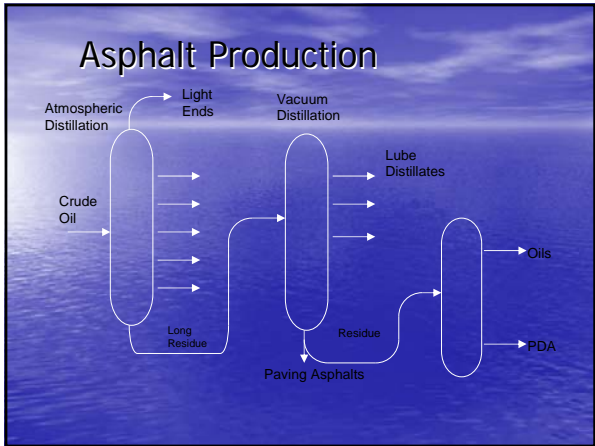 Asphalt Production
Light
Ends
Atmospheric
Distillation
Vacuum
Distillation
Lube
Distillates
Crude
Oil
Oils
Long
Residue
Residue
PDA
Paving Asphalts